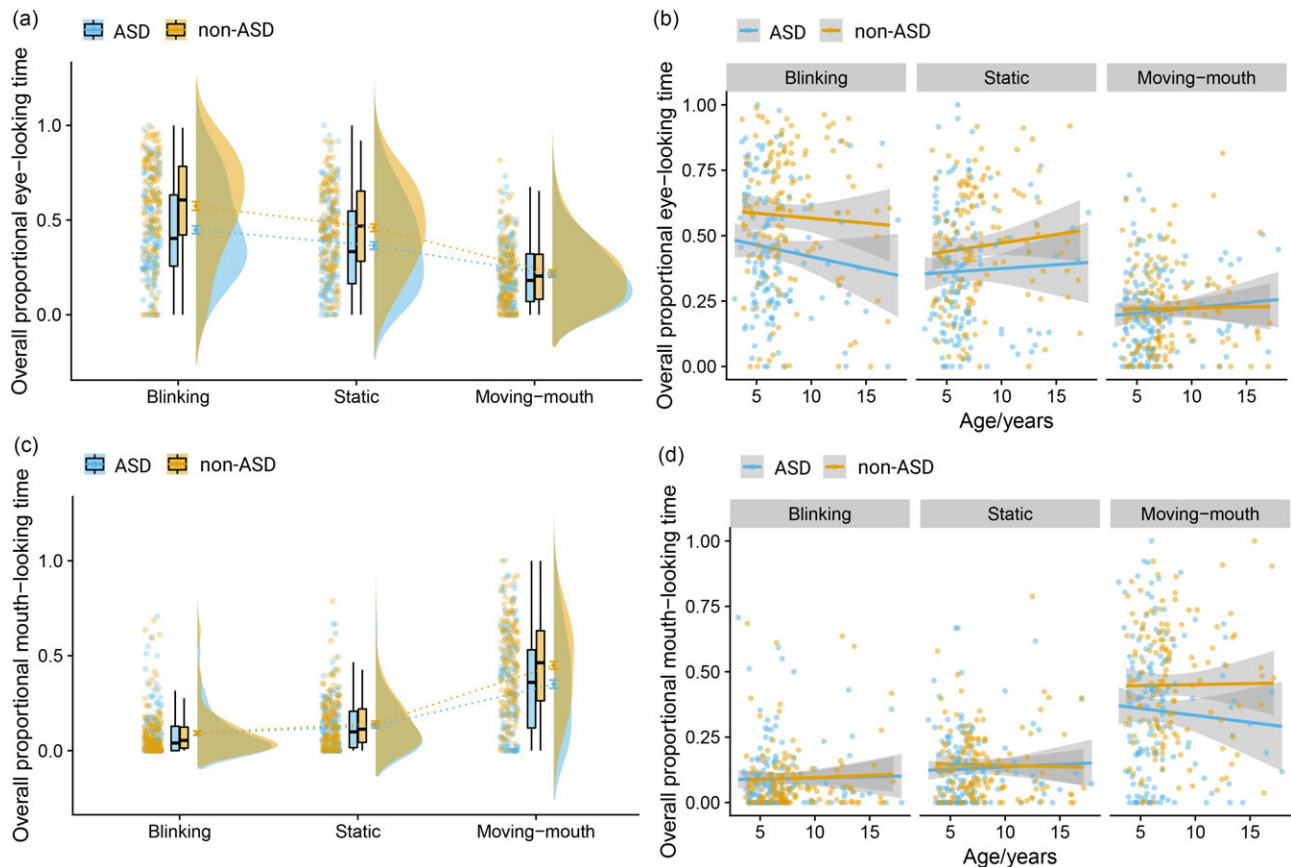 (a)
ASD non-ASD
Overall proportional eye-looking time
1.0
0.5
0.0
Blinking Static Moving-mouth
(b)
ASD non-ASD
Blinking Static Moving-mouth
Overall proportional eye-looking time
1.00
0.75
0.50
0.25
0.00
5 10 15 5 10 15 5 10 15
Age/years
(c)
ASD non-ASD
Overall proportional mouth-looking time
1.0
0.5
0.0
Blinking Static Moving-mouth
(d)
ASD non-ASD
Blinking Static Moving-mouth
Overall proportional mouth-looking time
1.00
0.75
0.50
0.25
0.00
5 10 15 5 10 15 5 10 15
Age/years